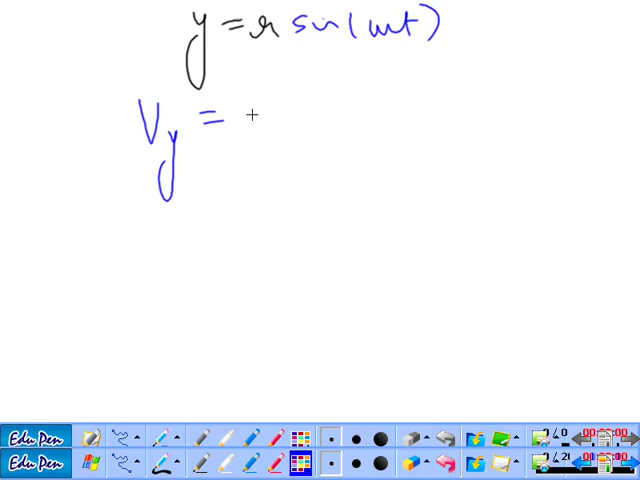 y = r sin(ωt)
Vy =
Edu Pen
Edu Pen